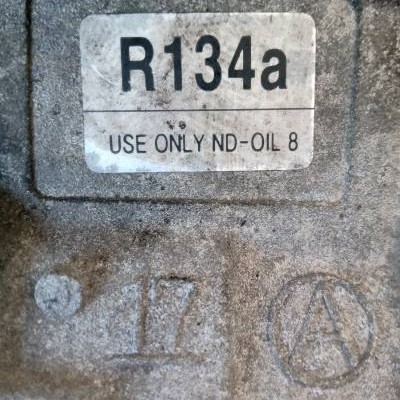 R134a
USE ONLY ND-OIL 8
17
A